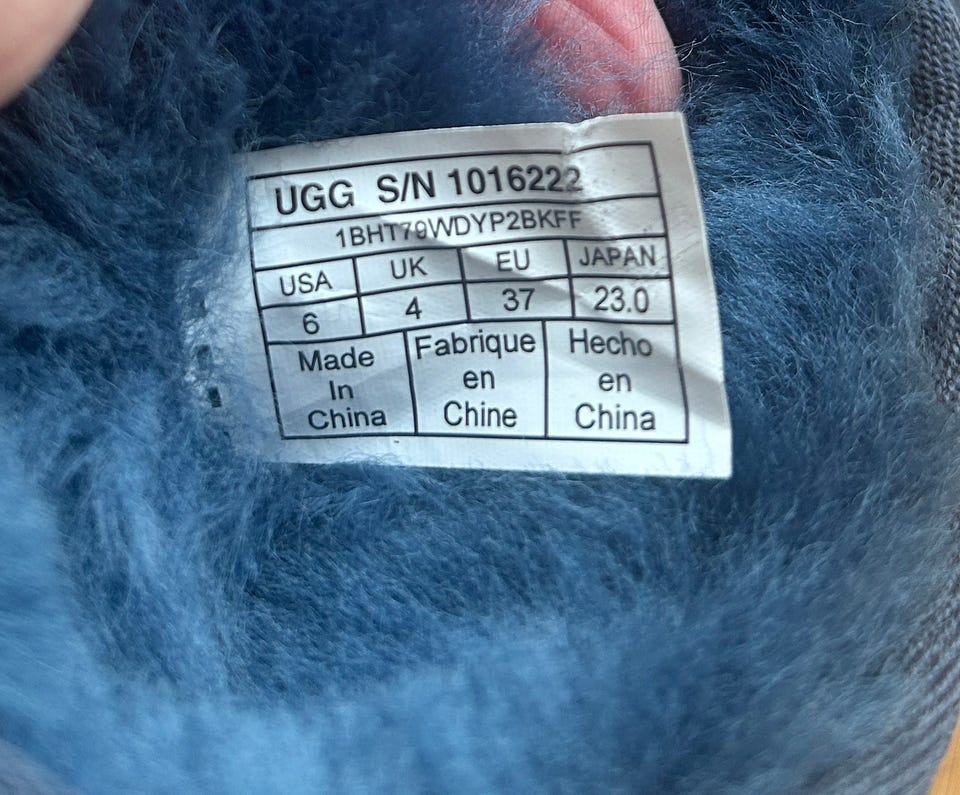 UGG S/N 1016222
1BHT79WDYP2BKFF
USA UK EU JAPAN
6 4 37 23.0
Made Fabrique Hecho
In en en
China Chine China